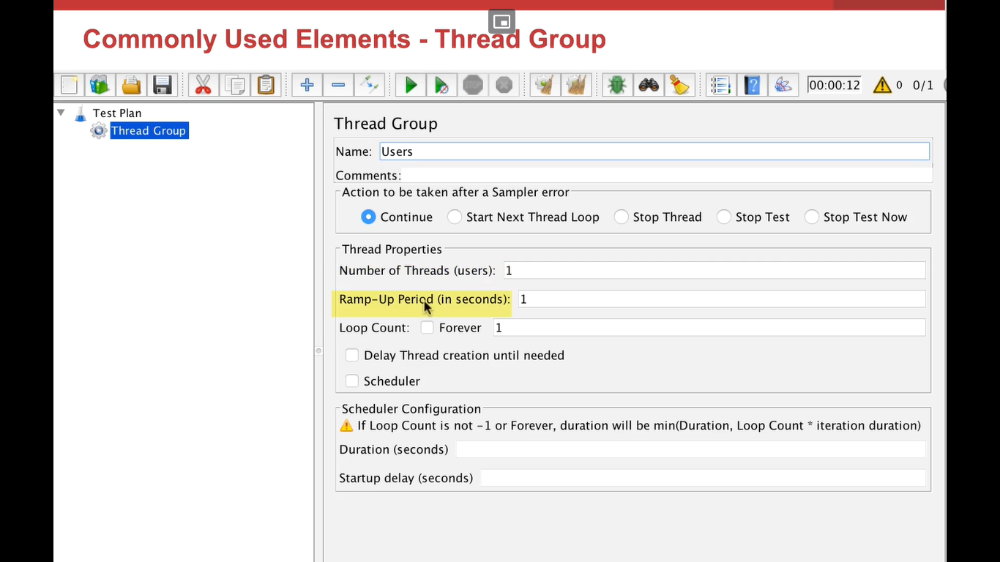 Commonly Used Elements - Thread Group
STOP 00:00:12 0 0/1
Test Plan
Thread Group
Thread Group
Name: Users
Comments:
Action to be taken after a Sampler error
Continue Start Next Thread Loop Stop Thread Stop Test Stop Test Now
Thread Properties
Number of Threads (users): 1
Ramp-Up Period (in seconds): 1
Loop Count: Forever 1
Delay Thread creation until needed
Scheduler
Scheduler Configuration
If Loop Count is not -1 or Forever, duration will be min(Duration, Loop Count * iteration duration)
Duration (seconds)
Startup delay (seconds)